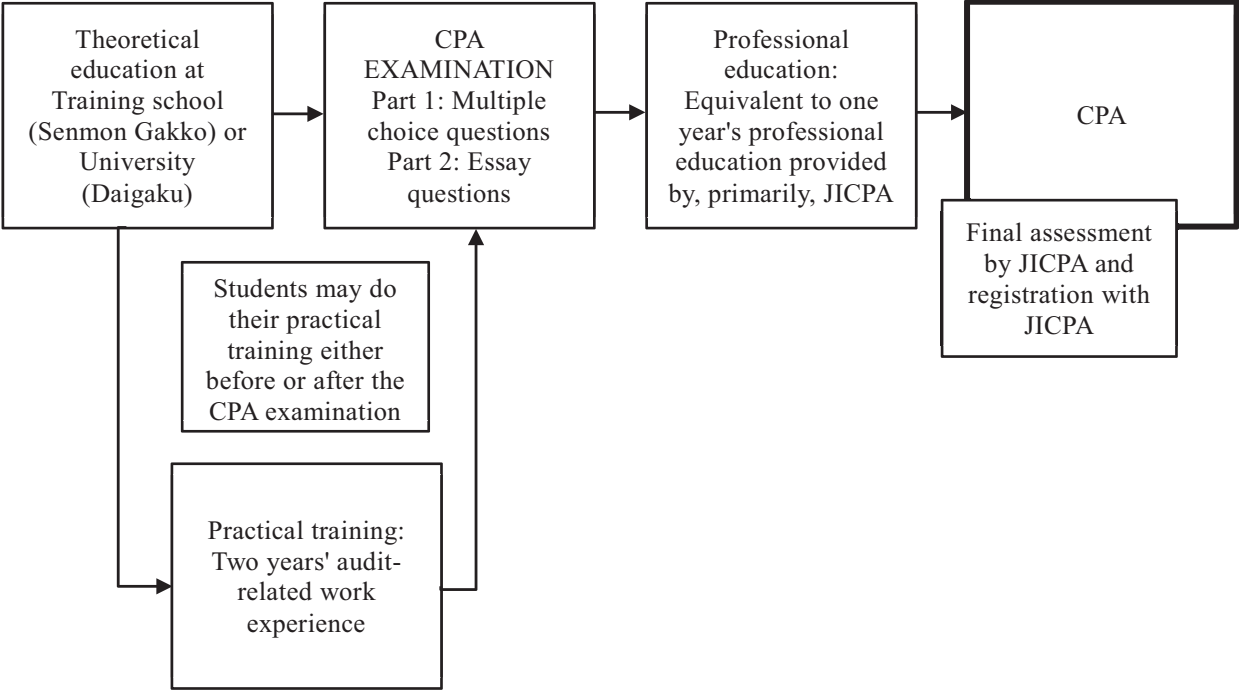 Theoretical
education at
Training school
(Senmon Gakko) or
University
(Daigaku)
CPA
EXAMINATION
Part 1: Multiple
choice questions
Part 2: Essay
questions
Professional
education:
Equivalent to one
year's professional
education provided
by, primarily, JICPA
CPA
Final assessment
by JICPA and
registration with
JICPA
Students may do
their practical
training either
before or after the
CPA examination
Practical training:
Two years' audit-
related work
experience